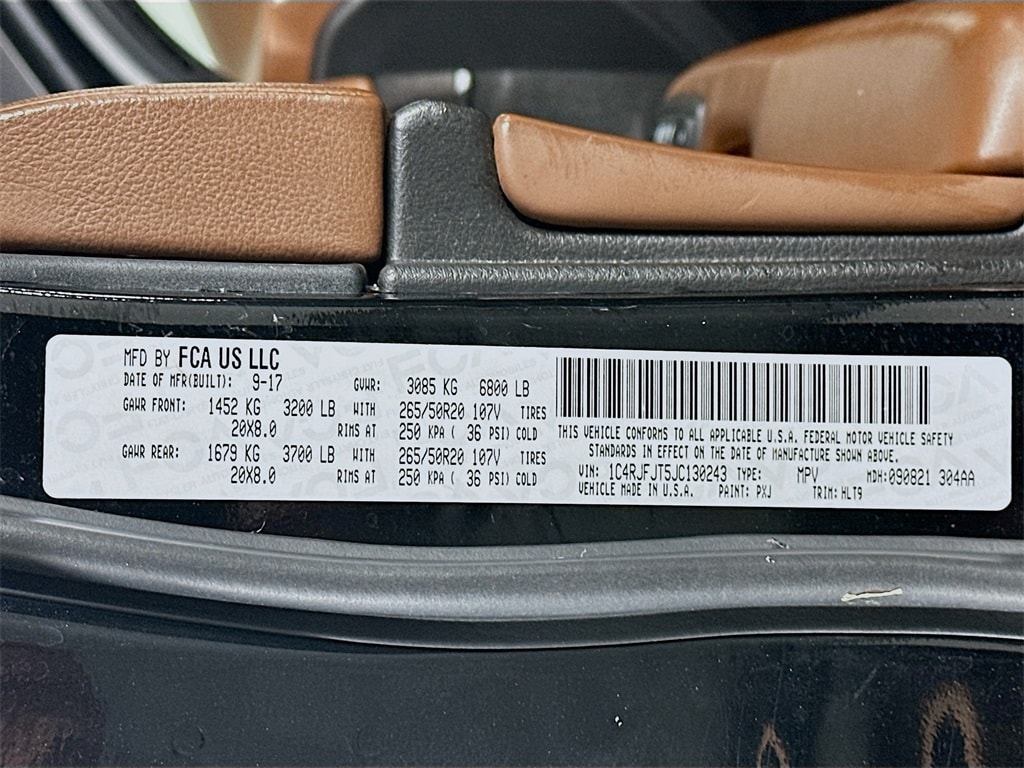 MFD BY FCA US LLC
DATE OF MFR(BUILT): 9-17 GVWR: 3085 KG 6800 LB
GAWR FRONT: 1452 KG 3200 LB WITH 265/50R20 107V TIRES
20X8.0 RIMS AT 250 KPA ( 36 PSI) COLD
GAWR REAR: 1679 KG 3700 LB WITH 265/50R20 107V TIRES
20X8.0 RIMS AT 250 KPA ( 36 PSI) COLD
THIS VEHICLE CONFORMS TO ALL APPLICABLE U.S.A. FEDERAL MOTOR VEHICLE SAFETY
STANDARDS IN EFFECT ON THE DATE OF MANUFACTURE SHOWN ABOVE.
VIN: 1C4RJFJT5JC130243 TYPE: MPV MDH:090821 304AA
VEHICLE MADE IN U.S.A. PAINT: PXJ TRIM: HLT9